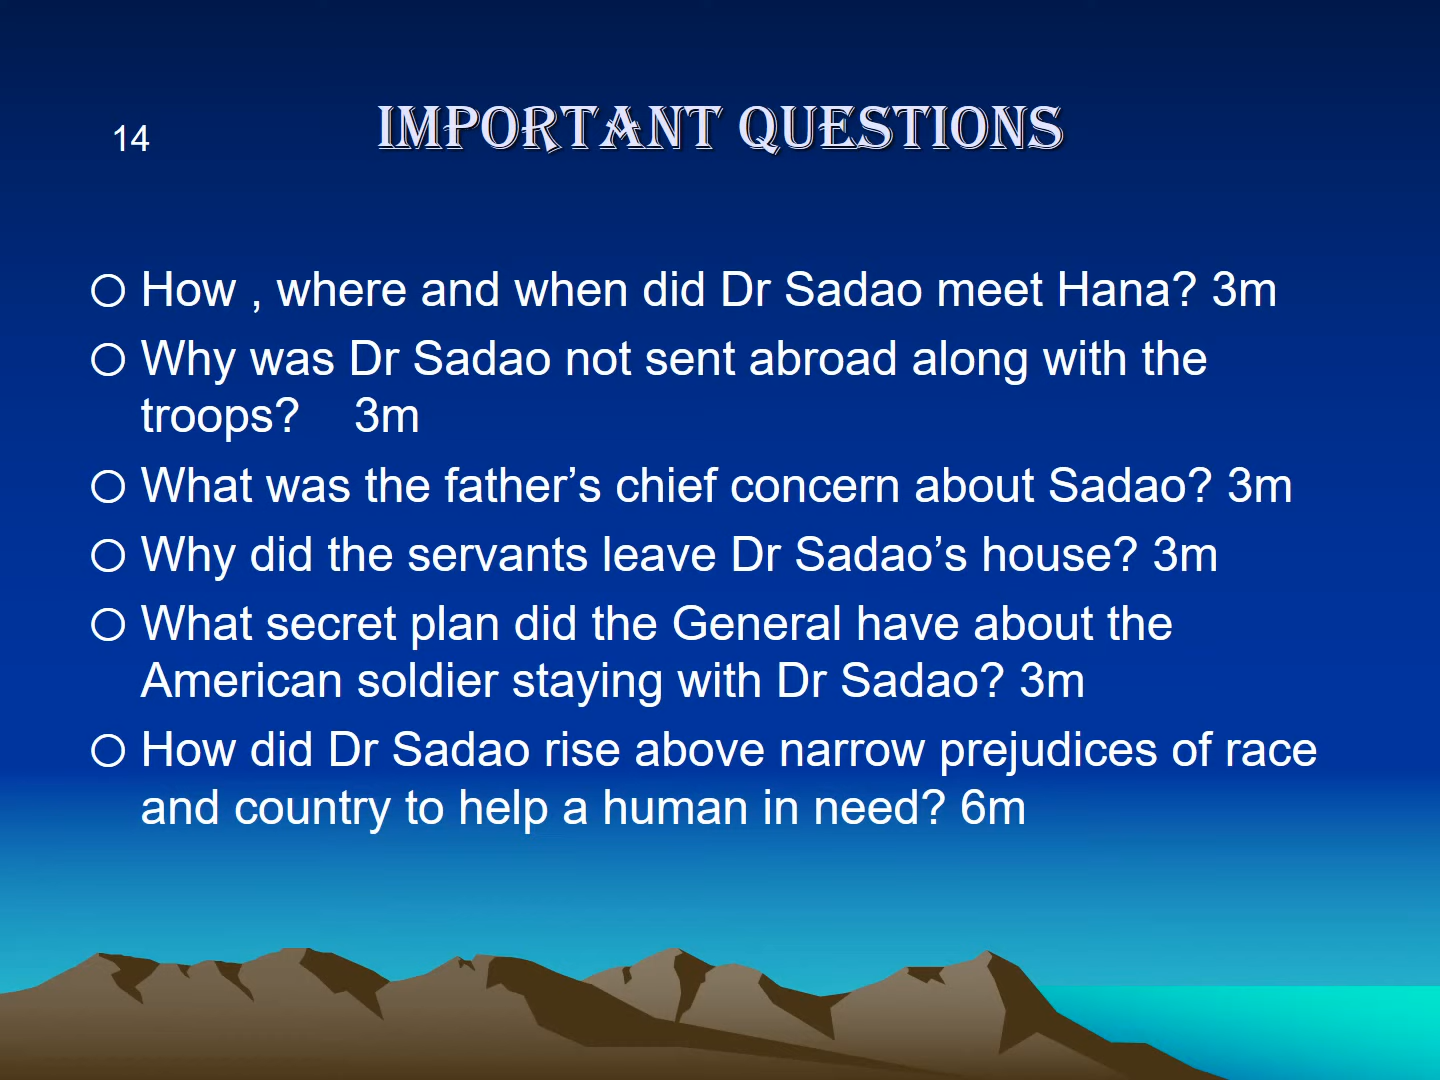 14
IMPORTANT QUESTIONS
How , where and when did Dr Sadao meet Hana? 3m
Why was Dr Sadao not sent abroad along with the
troops? 3m
What was the father’s chief concern about Sadao? 3m
Why did the servants leave Dr Sadao’s house? 3m
What secret plan did the General have about the
American soldier staying with Dr Sadao? 3m
How did Dr Sadao rise above narrow prejudices of race
and country to help a human in need? 6m